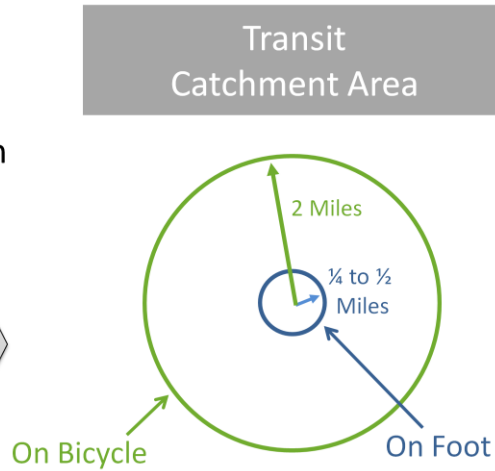 Transit
Catchment Area
2 Miles
¼ to ½
Miles
On Bicycle
On Foot